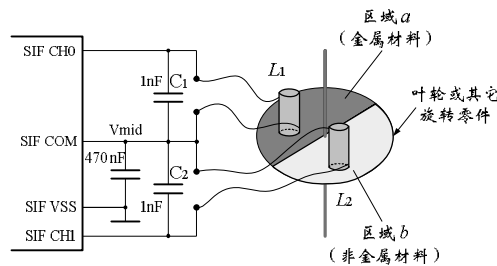 SIF CH0
SIF COM
SIF VSS
SIF CH1
1nF
C1
Vmid
470nF
C2
1nF
L1
L2
区域a
(金属材料)
叶轮或其它
旋转零件
区域b
(非金属材料)